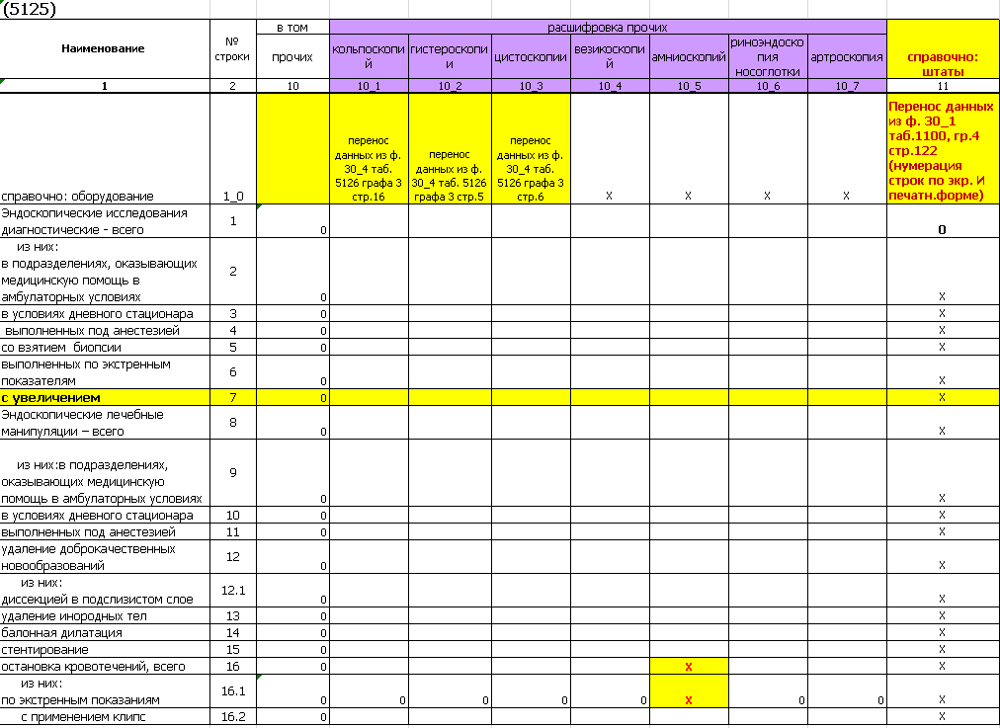 (5125)
Наименование
№
строки
в том
прочих
расшифровка прочих
кольпоскопи
й
гистероскопи
и
цистоскопии
везикоскопи
й
амниоскопий
риноэндоско
пия
носоглотки
артроскопия
справочно:
штаты
1 2 10 10_1 10_2 10_3 10_4 10_5 10_6 10_7 11
справочно: оборудование 1_0
перенос
данных из ф.
30_4 таб.
5126 графа 3
стр.16
перенос
данных из ф.
30_4 таб. 5126
графа 3 стр.5
перенос
данных из ф.
30_4 таб.
5126 графа 3
стр.6
X X X X
Перенос данных
из ф. 30_1
таб.1100, гр.4
стр.122
(нумерация
строк по экр. И
печатн.форме)
Эндоскопические исследования
диагностические - всего 1 0 0
из них:
в подразделениях, оказывающих
медицинскую помощь в
амбулаторных условиях 2 0 X
в условиях дневного стационара 3 0 X
выполненных под анестезией 4 0 X
со взятием биопсии 5 0 X
выполненных по экстренным
показателям 6 0 X
с увеличением 7 0 X
Эндоскопические лечебные
манипуляции – всего 8 0 X
из них:в подразделениях,
оказывающих медицинскую
помощь в амбулаторных условиях 9 0 X
в условиях дневного стационара 10 0 X
выполненных под анестезией 11 0 X
удаление доброкачественных
новообразований 12 0 X
из них:
диссекцией в подслизистом слое 12.1 0 X
удаление инородных тел 13 0 X
балонная дилатация 14 0 X
стентирование 15 0 X
остановка кровотечений, всего 16 0 X X
из них:
по экстренным показаниям 16.1 0 0 0 0 0 X 0 0 X
с применением клипс 16.2 0 X